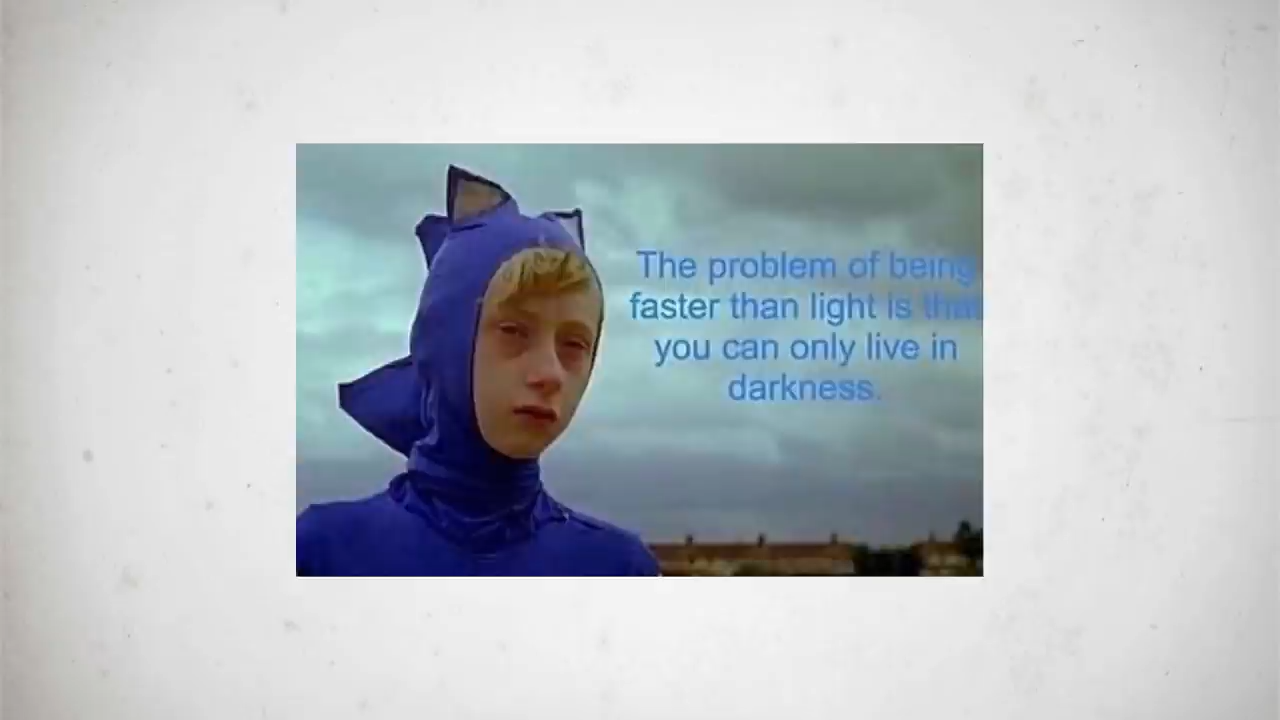 The problem of being
faster than light is that
you can only live in
darkness.